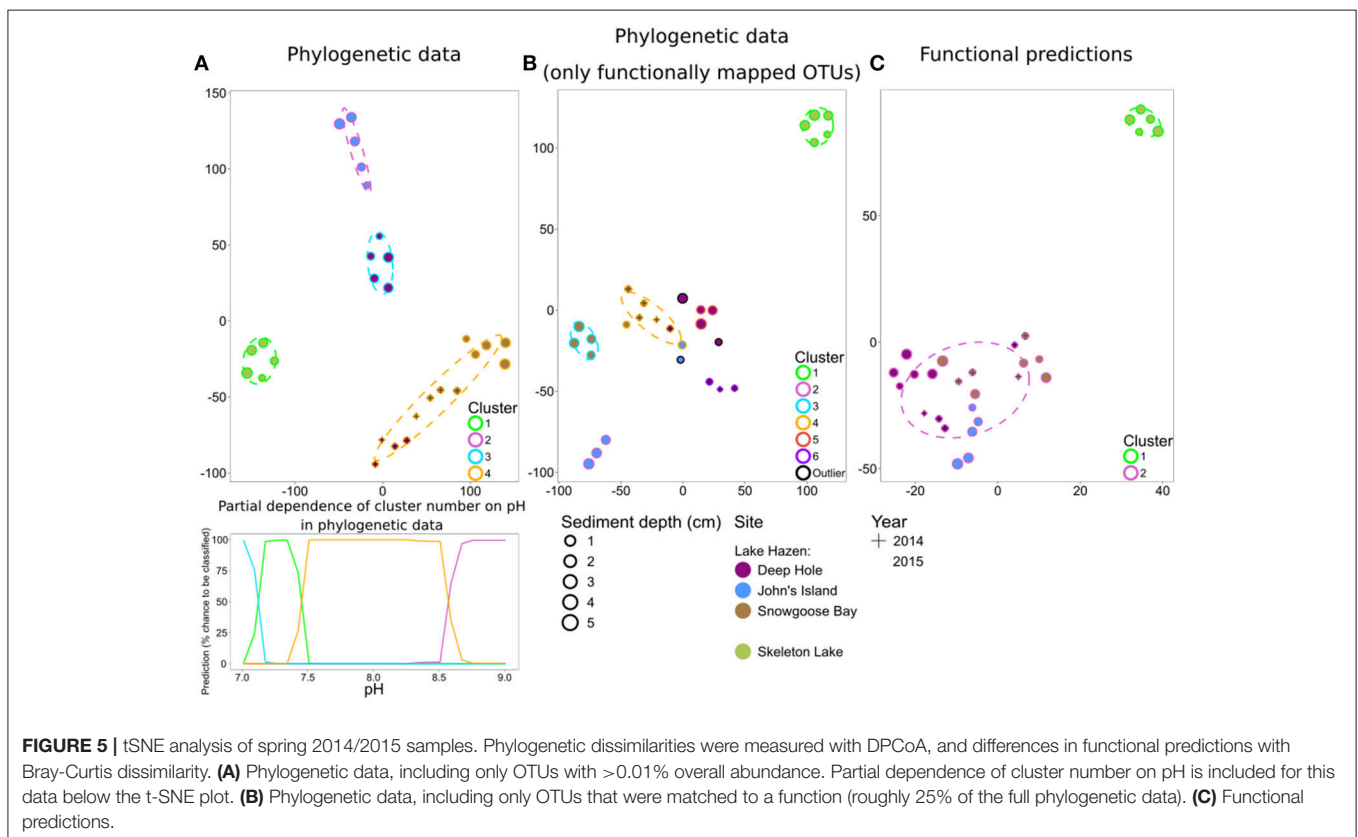 A
Phylogenetic data
150
100
50
0
-50
-100
-100
0
100
Cluster
1
2
3
4
Partial dependence of cluster number on pH
in phylogenetic data
Prediction (% chance to be classified)
100
75
50
25
0
7.0
7.5
8.0
8.5
9.0
pH
B
Phylogenetic data
(only functionally mapped OTUs)
100
50
0
-50
-100
-100
-50
0
50
100
Cluster
1
2
3
4
5
6
Outlier
C
Functional predictions
50
0
-50
-20
0
20
40
Cluster
1
2
Sediment depth (cm)
1
2
3
4
5
Site
Lake Hazen:
Deep Hole
John's Island
Snowgoose Bay
Skeleton Lake
Year
2014
2015
FIGURE 5 | tSNE analysis of spring 2014/2015 samples. Phylogenetic dissimilarities were measured with DPCoA, and differences in functional predictions with
Bray-Curtis dissimilarity. (A) Phylogenetic data, including only OTUs with >0.01% overall abundance. Partial dependence of cluster number on pH is included for this
data below the t-SNE plot. (B) Phylogenetic data, including only OTUs that were matched to a function (roughly 25% of the full phylogenetic data). (C) Functional
predictions.